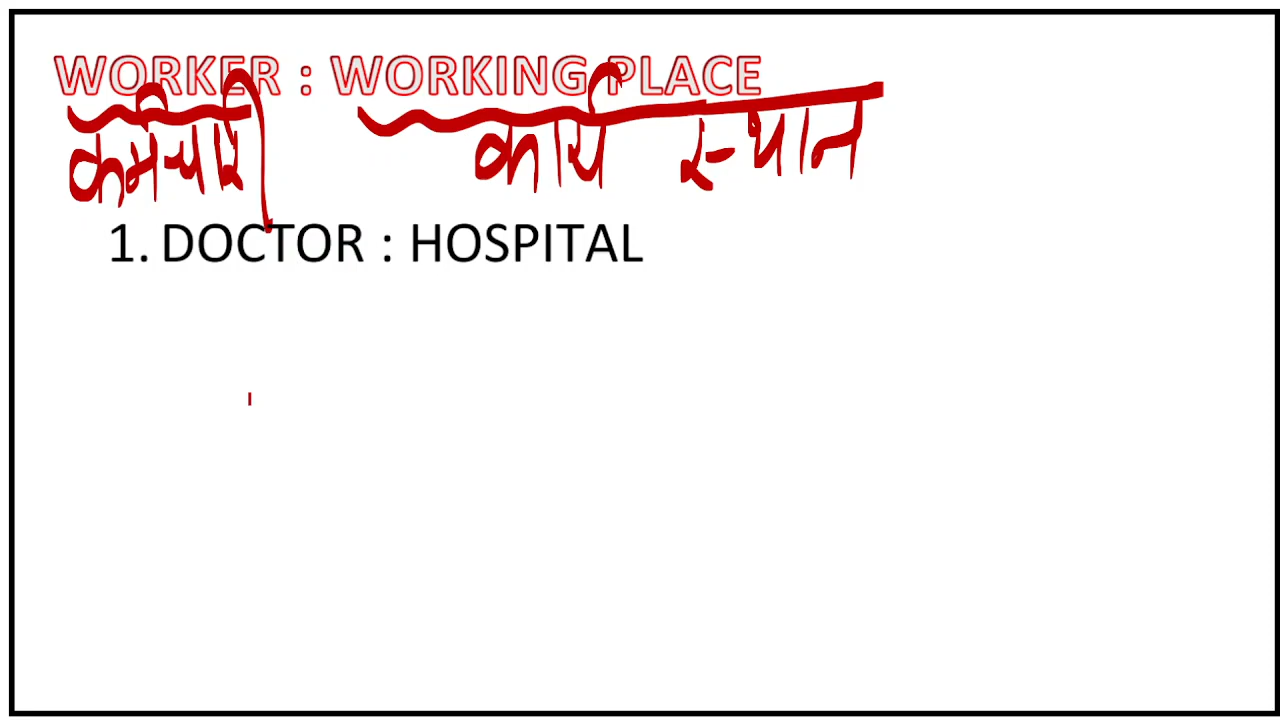 WORKER : WORKING PLACE
कर्मचारी कार्य स्थान
1. DOCTOR : HOSPITAL